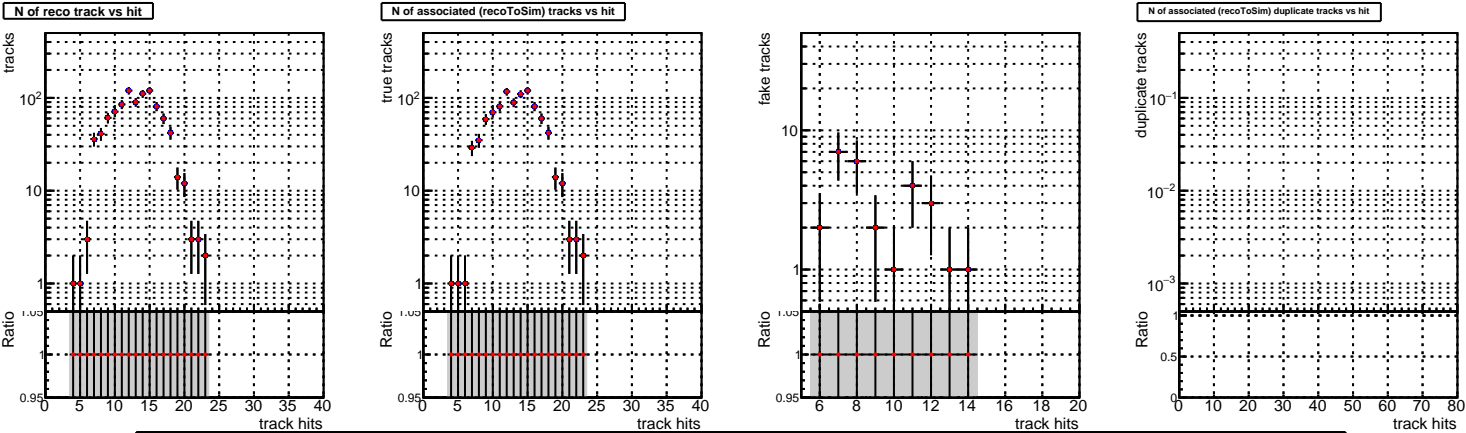 N of reco track vs hit
tracks
10²
10
1
Ratio
1.05
1
0.95
0 5 10 15 20 25 30 35 40
track hits
N of associated (recoToSim) tracks vs hit
true tracks
10²
10
1
Ratio
1.05
1
0.95
0 5 10 15 20 25 30 35 40
track hits
fake tracks
10
1
Ratio
1.05
1
0.95
6 8 10 12 14 16 18 20
track hits
N of associated (recoToSim) duplicate tracks vs hit
duplicate tracks
10⁻¹
10⁻²
10⁻³
Ratio
1
0.5
0
0 10 20 30 40 50 60 70 80
track hits